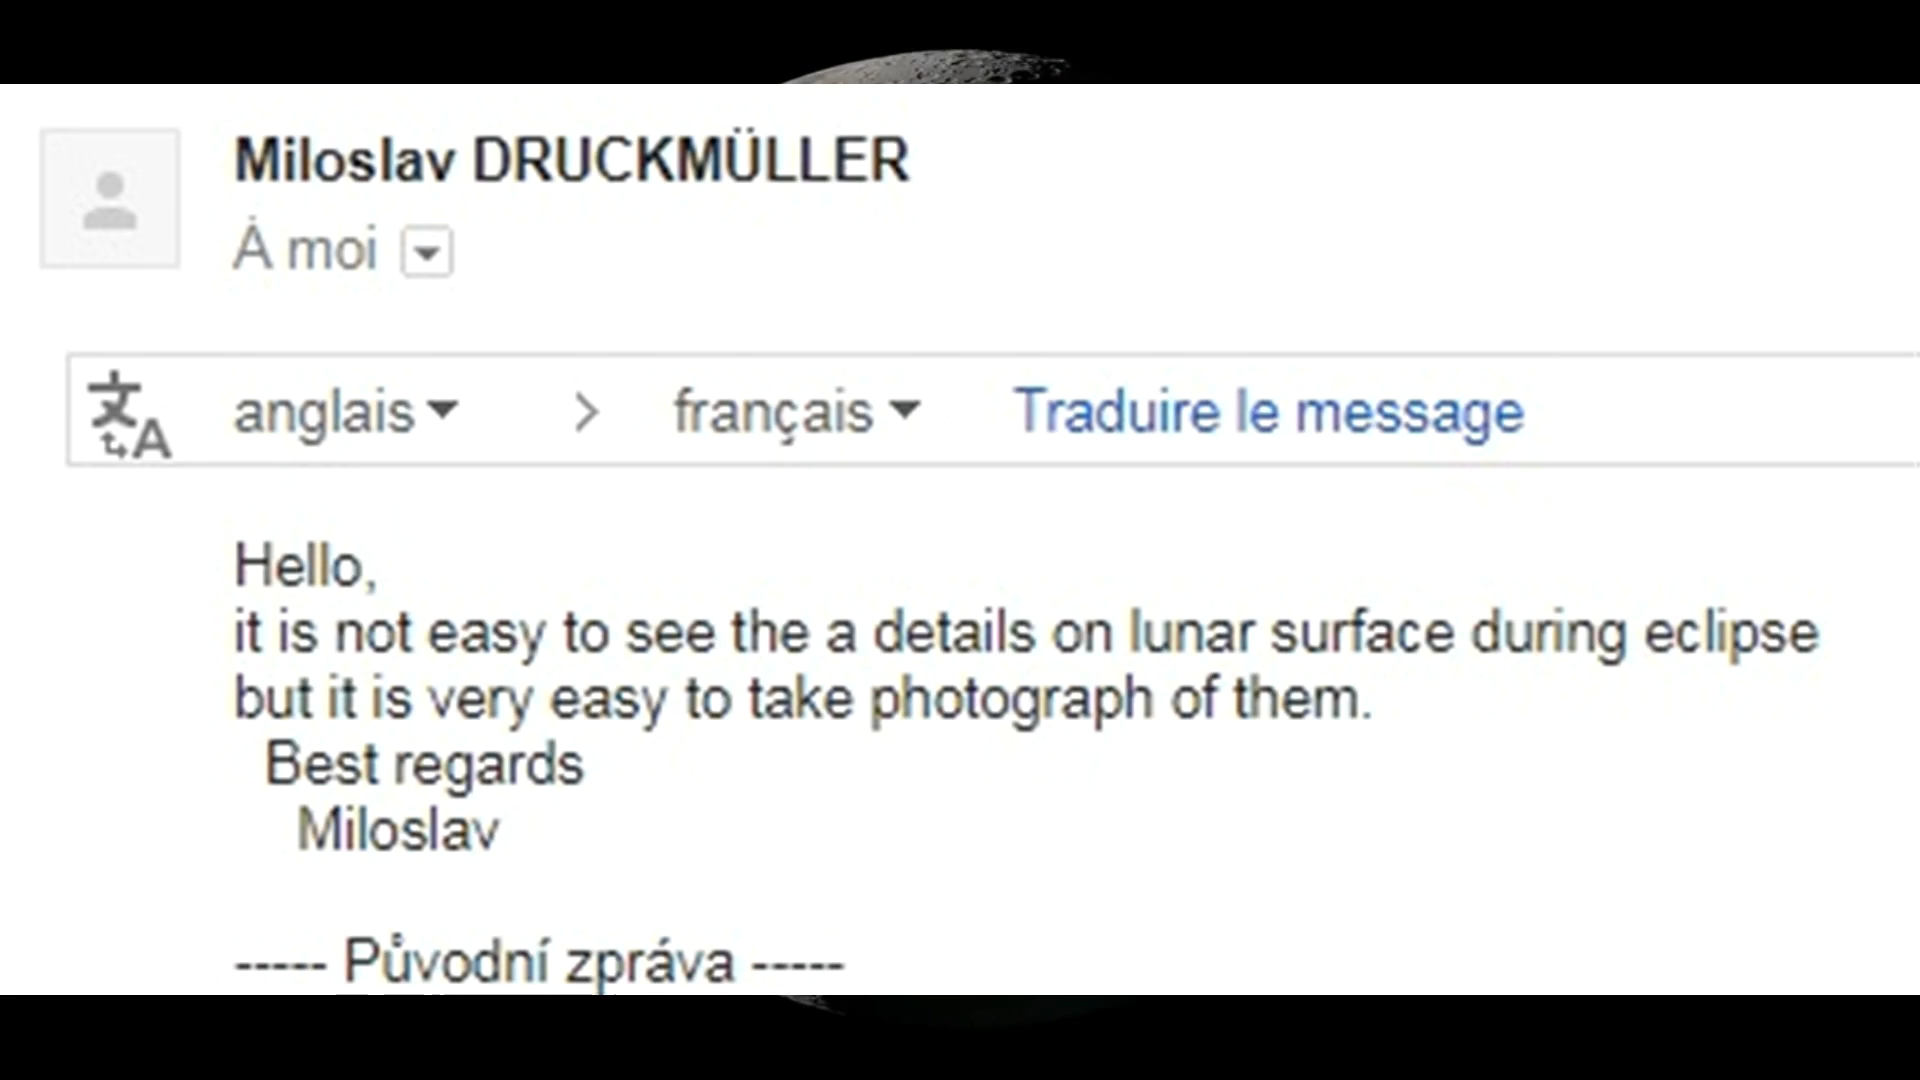 Miloslav DRUCKMÜLLER
À moi
anglais > français Traduire le message
Hello,
it is not easy to see the a details on lunar surface during eclipse
but it is very easy to take photograph of them.
Best regards
Miloslav
----- Původní zpráva -----